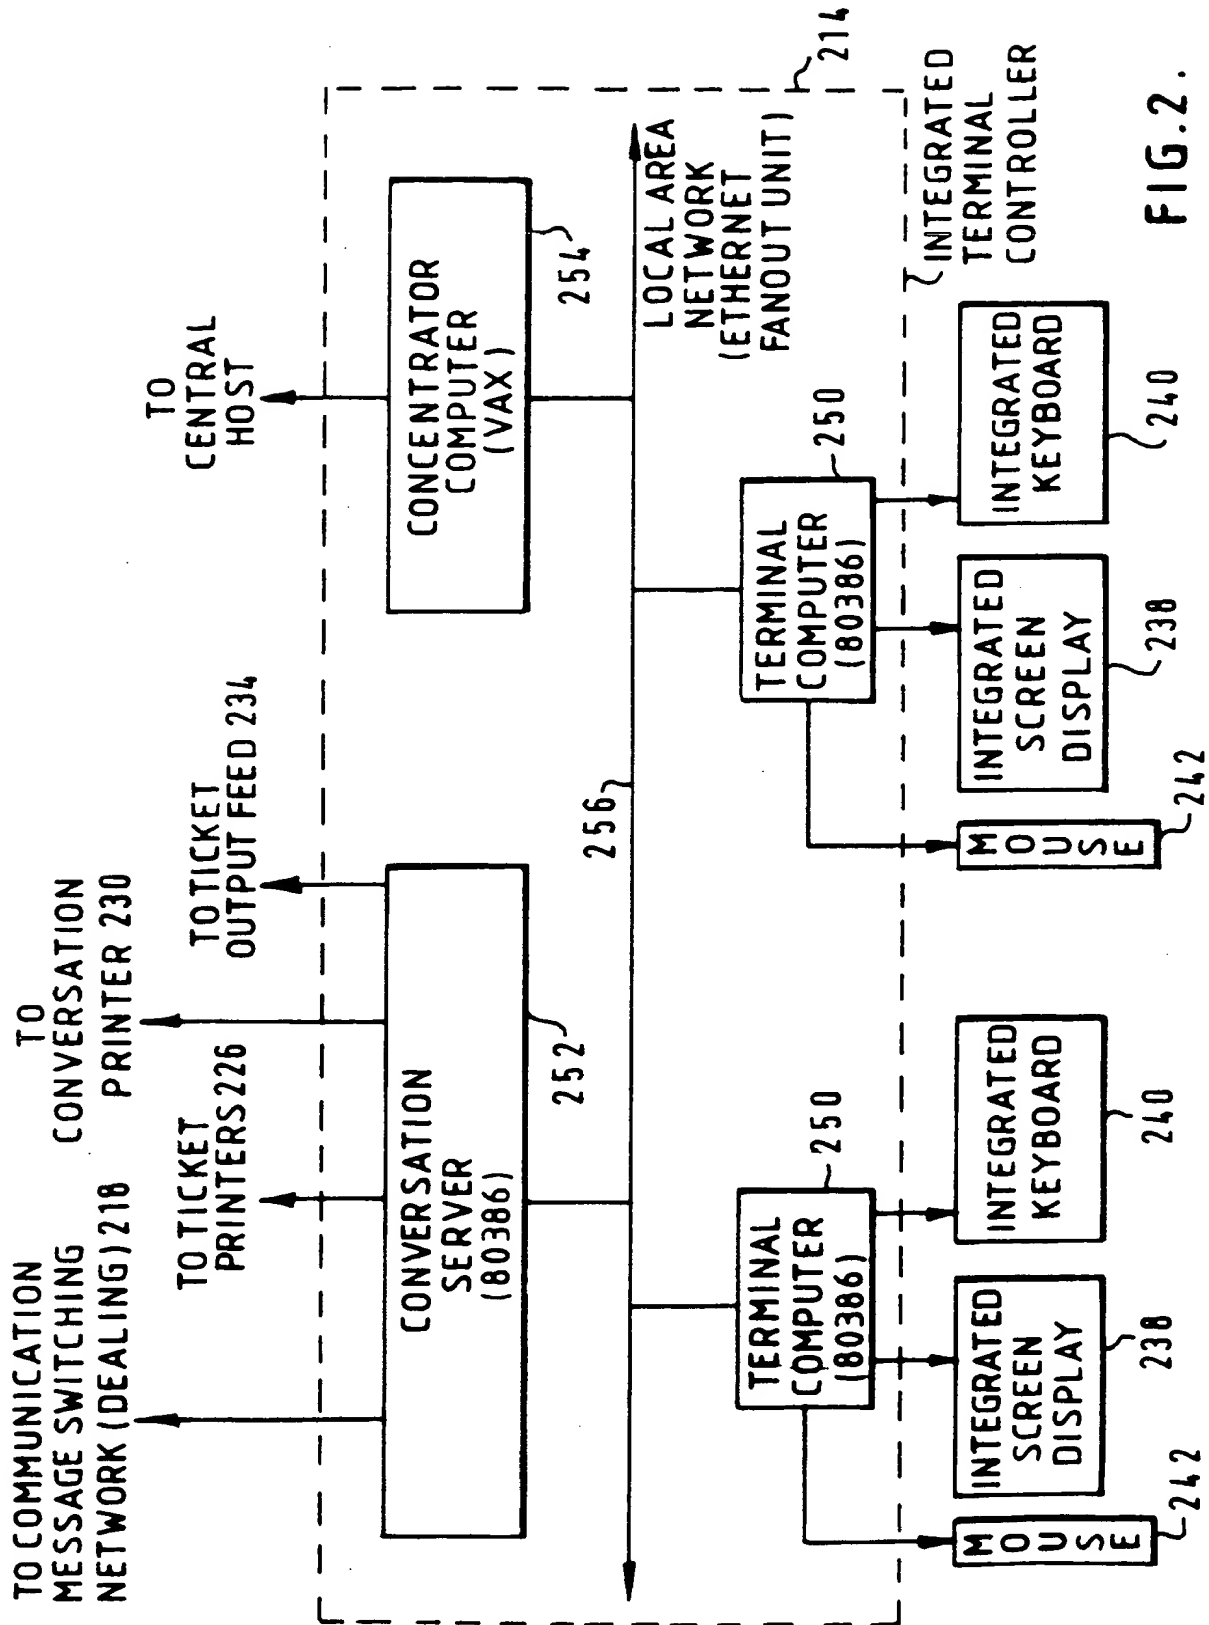 TO COMMUNICATION
MESSAGE SWITCHING
NETWORK (DEALING) 218
TO
CONVERSATION
PRINTER 230
TO TICKET
PRINTERS 226
TO TICKET
OUTPUT FEED 234
TO
CENTRAL
HOST
CONVERSATION
SERVER
(80386)
252
CONCENTRATOR
COMPUTER
(VAX)
254
256
LOCAL AREA
NETWORK
(ETHERNET
FANOUT UNIT)
214
TERMINAL
COMPUTER
(80386)
250
TERMINAL
COMPUTER
(80386)
250
INTEGRATED
TERMINAL
CONTROLLER
MOUSE
242
INTEGRATED
SCREEN
DISPLAY
238
INTEGRATED
KEYBOARD
240
MOUSE
242
INTEGRATED
SCREEN
DISPLAY
238
INTEGRATED
KEYBOARD
240
FIG.2.